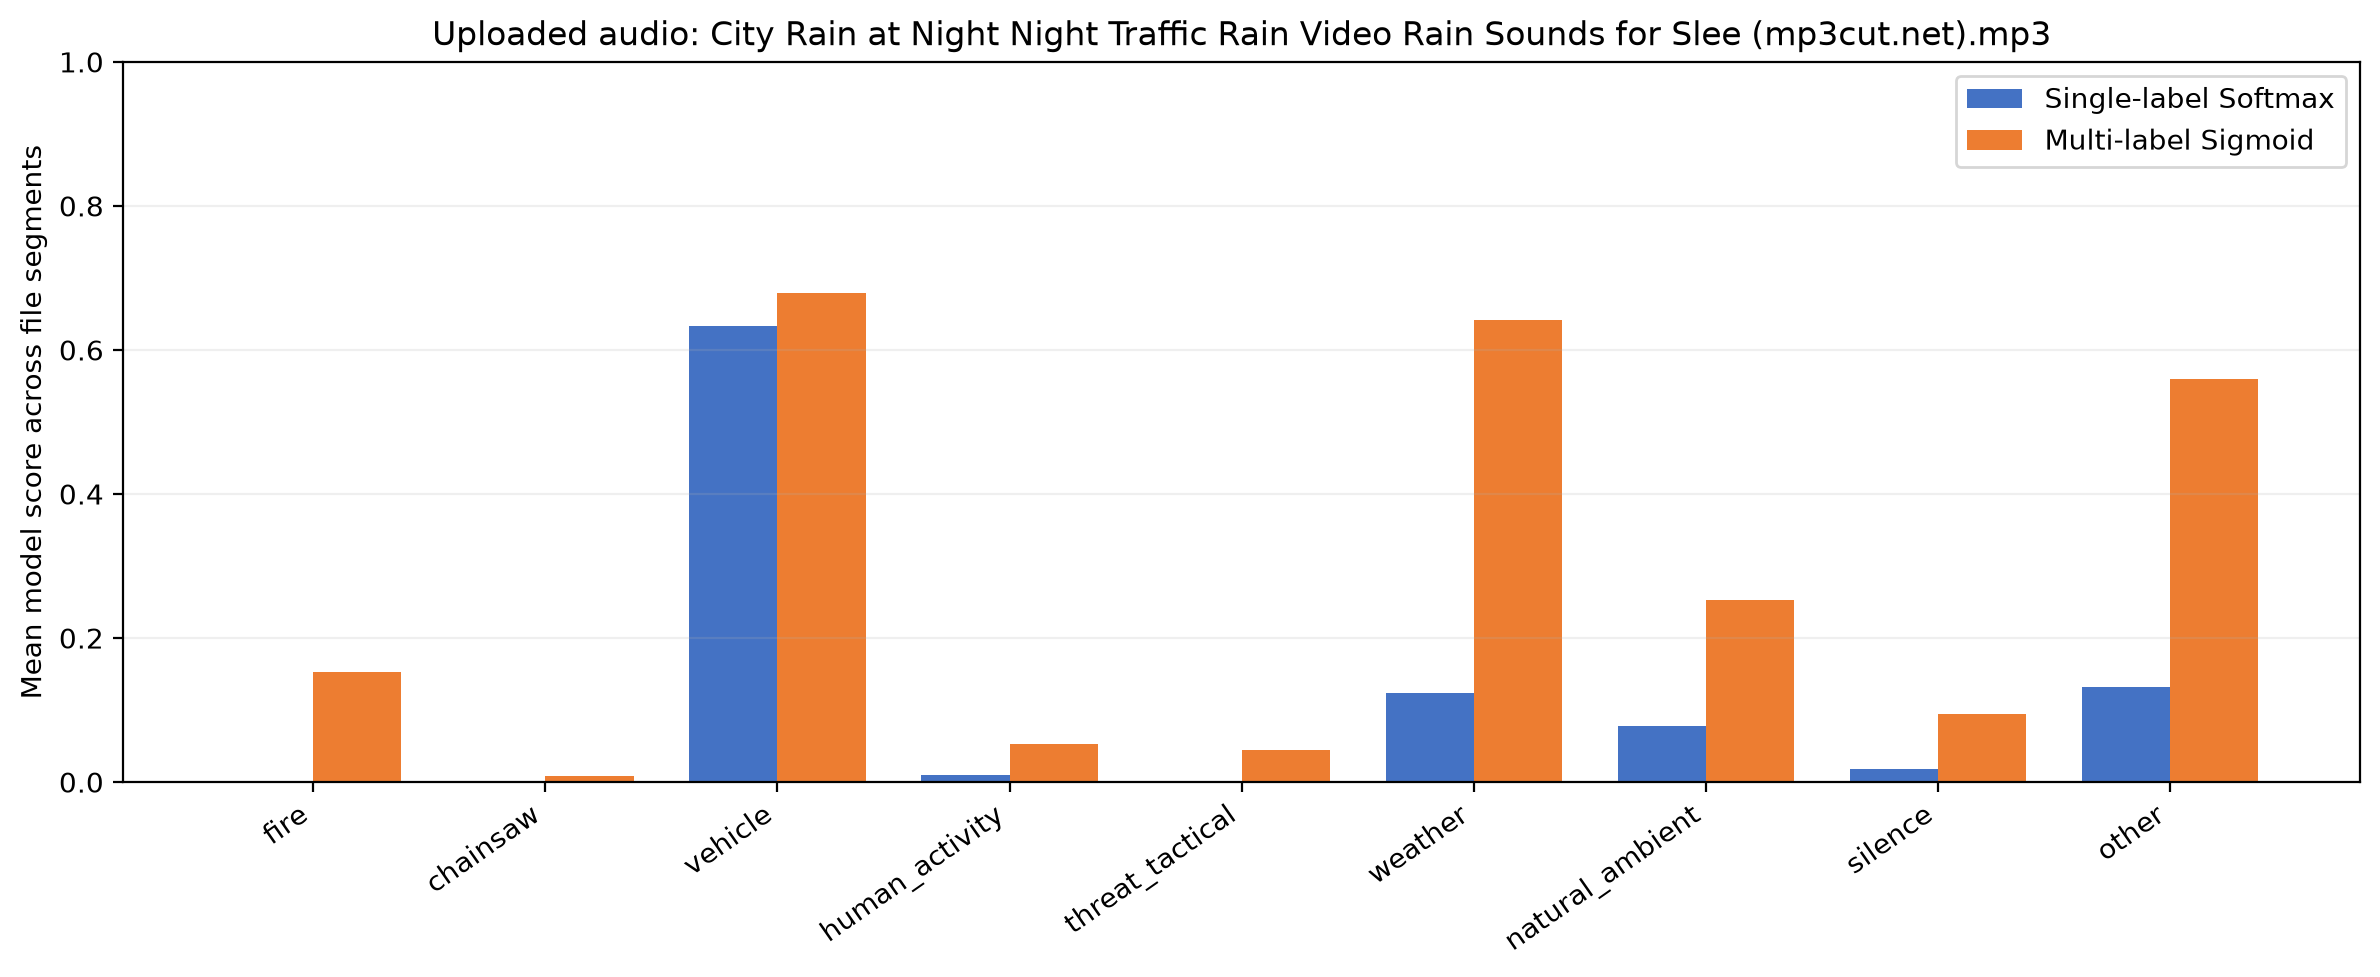 Uploaded audio: City Rain at Night Night Traffic Rain Video Rain Sounds for Slee (mp3cut.net).mp3
Single-label Softmax
Multi-label Sigmoid
Mean model score across file segments
1.0
0.8
0.6
0.4
0.2
0.0
fire
chainsaw
vehicle
human_activity
threat_tactical
weather
natural_ambient
silence
other